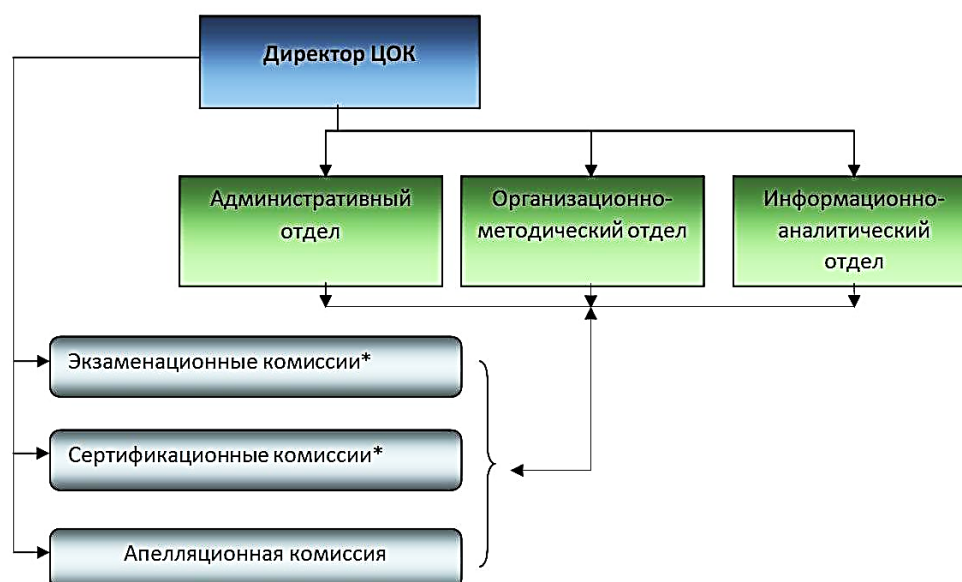 Директор ЦОК
Административный
отдел
Организационно-
методический отдел
Информационно-
аналитический
отдел
Экзаменационные комиссии*
Сертификационные комиссии*
Апелляционная комиссия